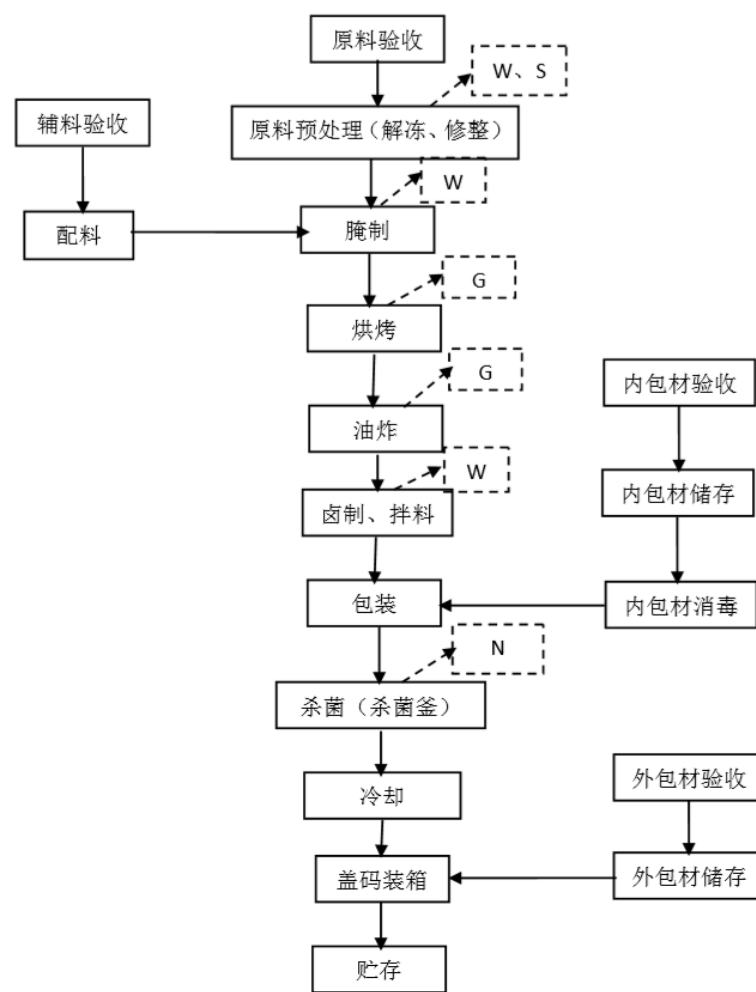 原料验收
W、S
辅料验收
原料预处理（解冻、修整）
W
配料
腌制
G
烘烤
G
内包材验收
油炸
W
内包材储存
卤制、拌料
包装
内包材消毒
N
杀菌（杀菌釜）
外包材验收
冷却
盖码装箱
外包材储存
贮存